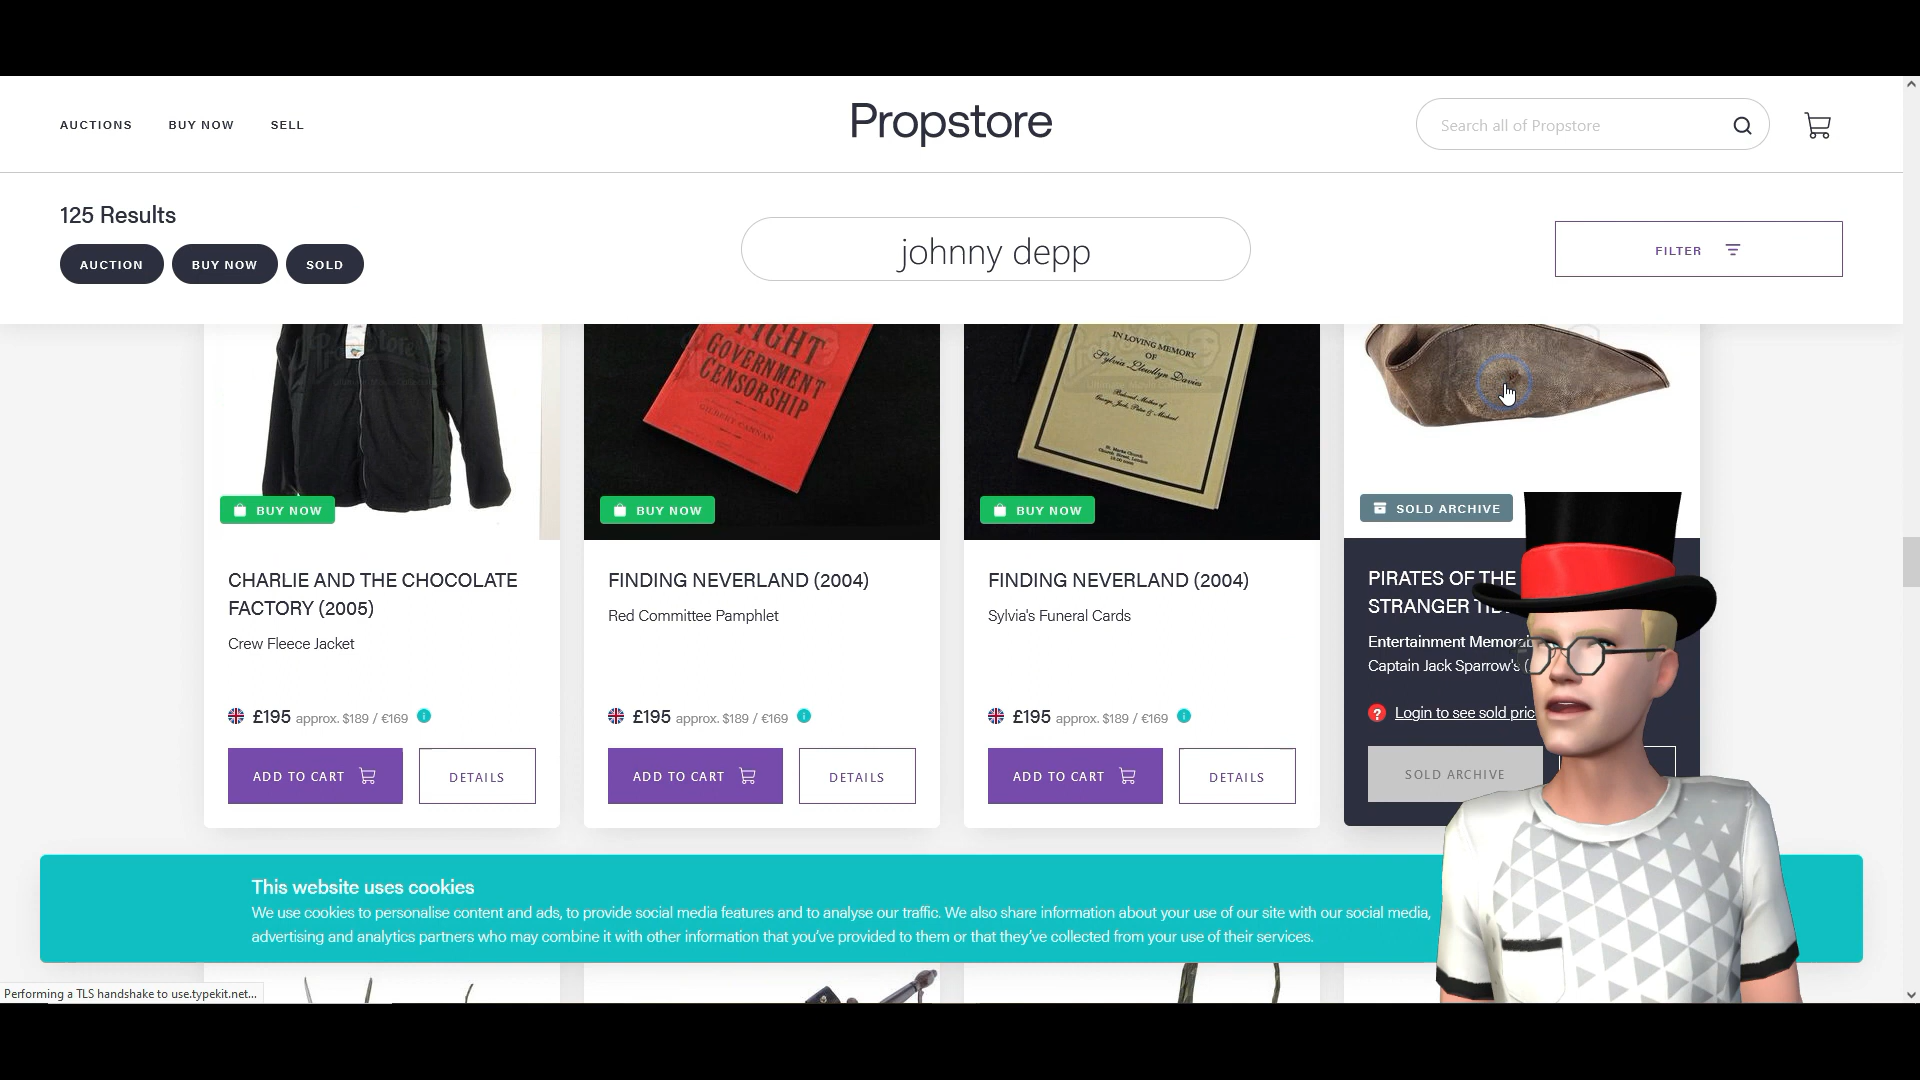 AUCTIONS BUY NOW SELL
Propstore
Search all of Propstore
125 Results
AUCTION BUY NOW SOLD
johnny depp
FILTER
FIGHT
GOVERNMENT
CENSORSHIP
GILBERT CANNAN
IN LOVING MEMORY
OF
Sylvia Llewllyn Davies
BUY NOW
BUY NOW
BUY NOW
SOLD ARCHIVE
CHARLIE AND THE CHOCOLATE
FACTORY (2005)
Crew Fleece Jacket
£195 approx. $189 / €169
ADD TO CART DETAILS
FINDING NEVERLAND (2004)
Red Committee Pamphlet
£195 approx. $189 / €169
ADD TO CART DETAILS
FINDING NEVERLAND (2004)
Sylvia's Funeral Cards
£195 approx. $189 / €169
ADD TO CART DETAILS
PIRATES OF THE
STRANGER
Entertainment
Captain Jack Sparrow's
Login to see sold
SOLD ARCHIVE
This website uses cookies
We use cookies to personalise content and ads, to provide social media features and to analyse our traffic. We also share information about your use of our site with our social media,
advertising and analytics partners who may combine it with other information that you've provided to them or that they've collected from your use of their services.
Performing a TLS handshake to use.typekit.net...